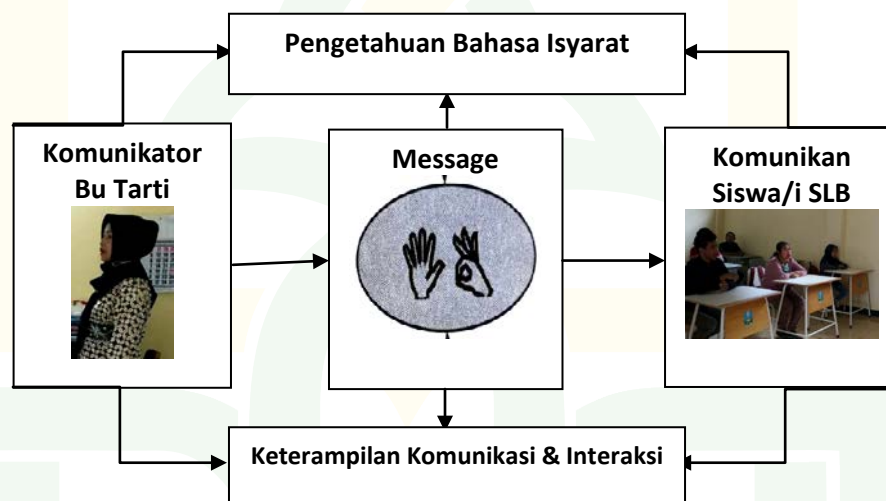 Pengetahuan Bahasa Isyarat
Komunikator
Bu Tarti
Message
Komunikan
Siswa/i SLB
Keterampilan Komunikasi & Interaksi